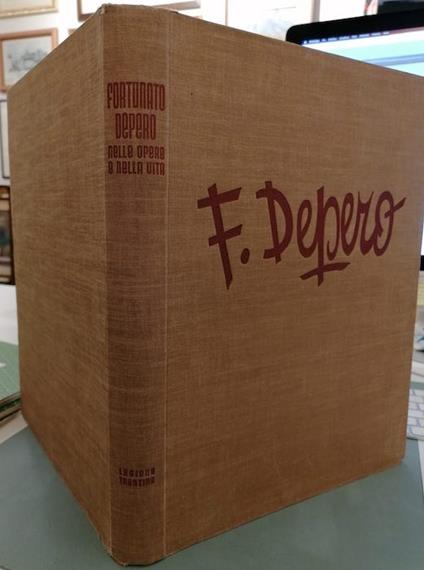 FORTUNATO
DEPERO
NELLE OPERE
E NELLA VITA
LEGIONE
TRENTINA
F. Depero